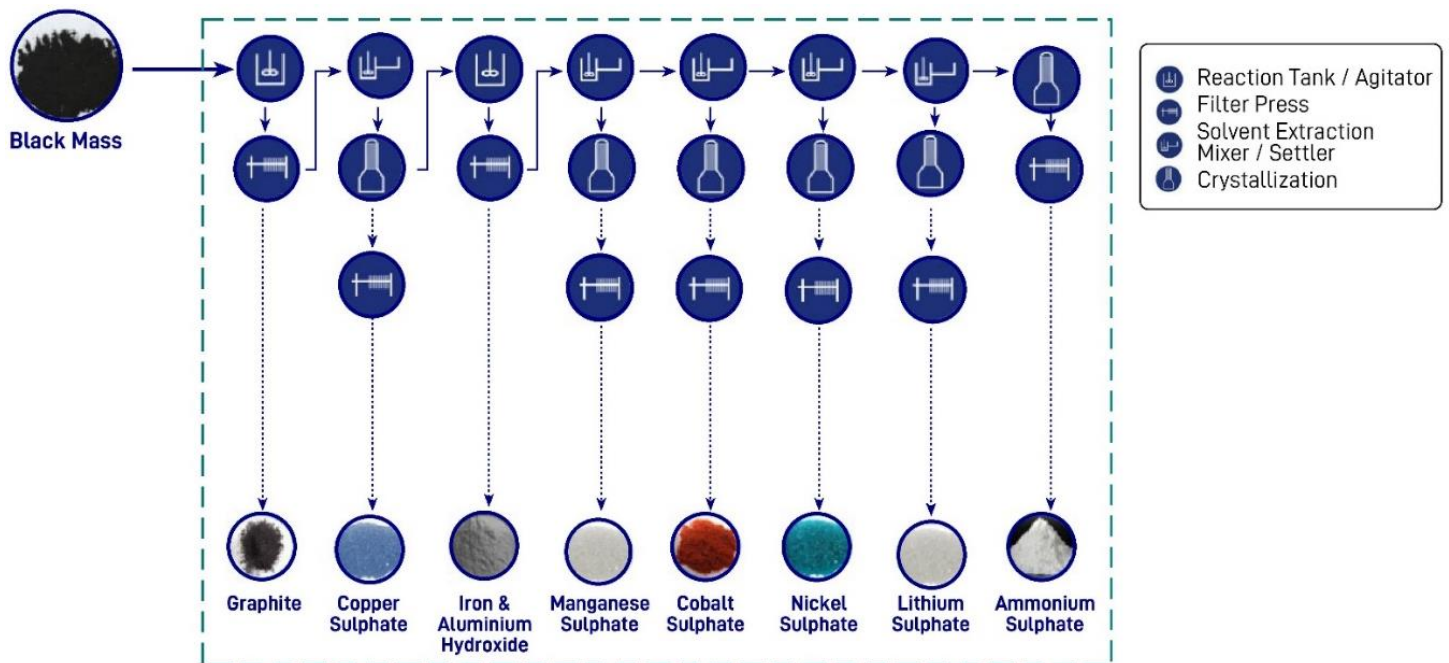 Black Mass
Reaction Tank / Agitator
Filter Press
Solvent Extraction
Mixer / Settler
Crystallization
Graphite
Copper
Sulphate
Iron &
Aluminium
Hydroxide
Manganese
Sulphate
Cobalt
Sulphate
Nickel
Sulphate
Lithium
Sulphate
Ammonium
Sulphate